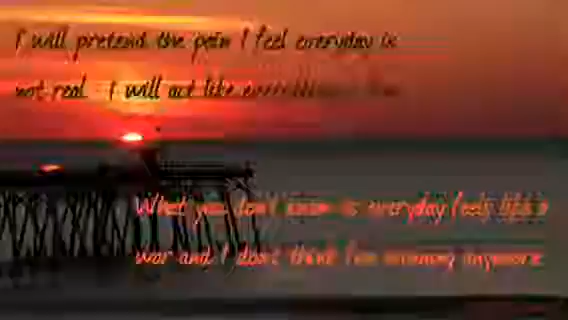 I will pretend the pain I feel everyday is
not real. I will act like everything
What you don't know is everyday feels like a
war and I don't think I'm winning anymore